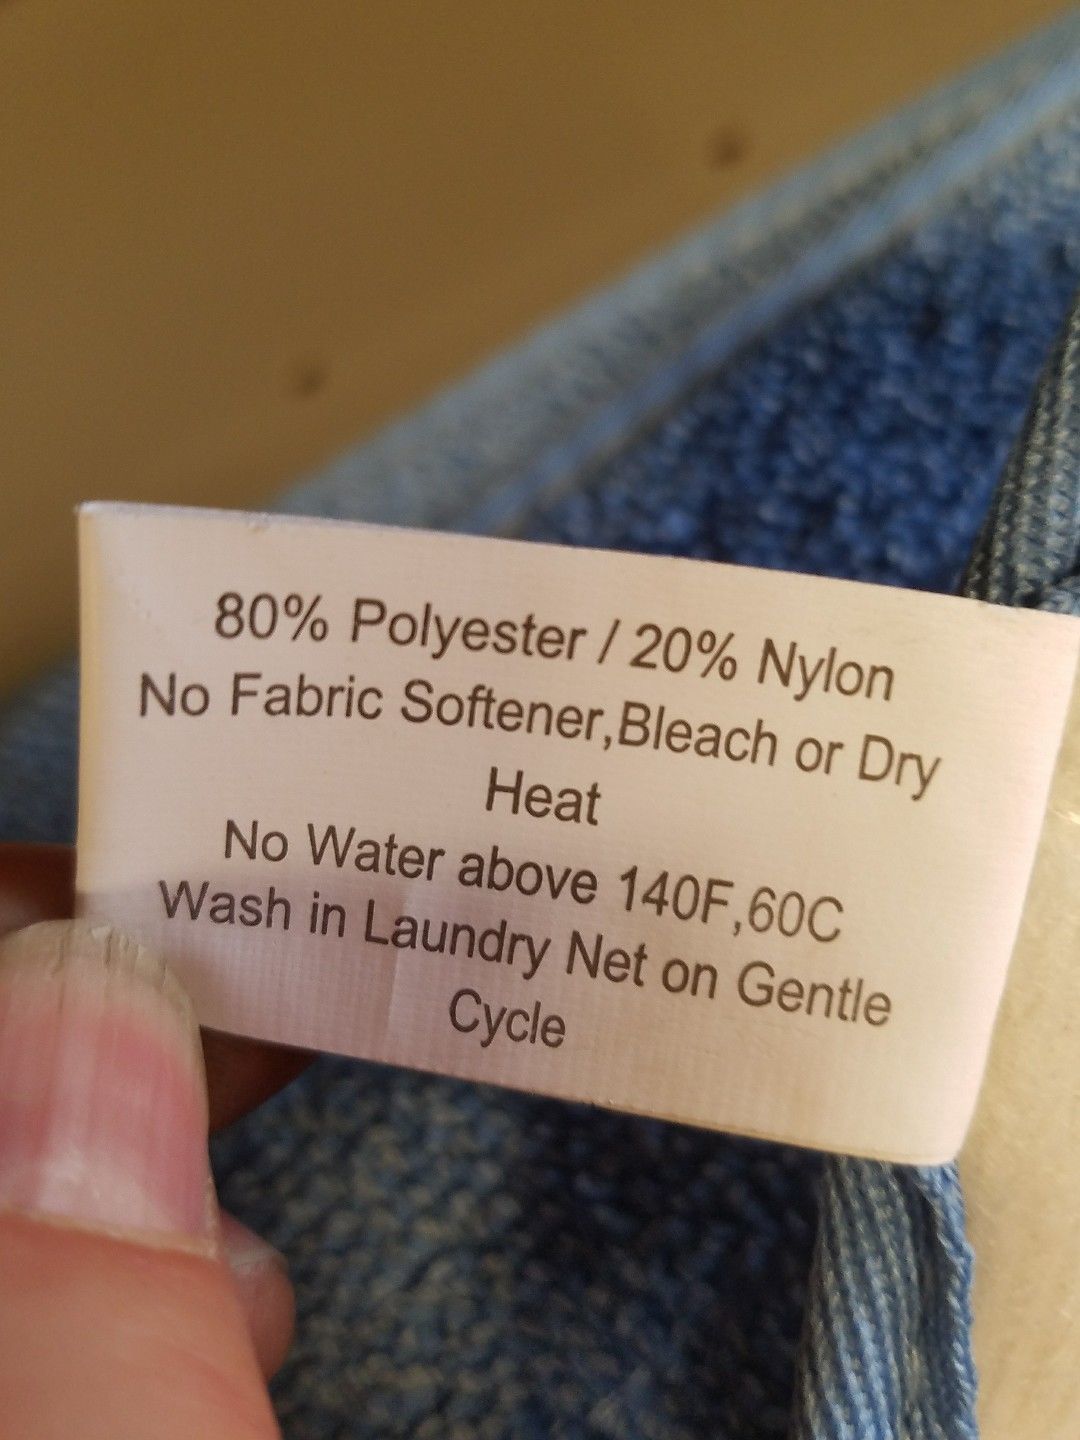 80% Polyester / 20% Nylon
No Fabric Softener,Bleach or Dry
Heat
No Water above 140F,60C
Wash in Laundry Net on Gentle
Cycle